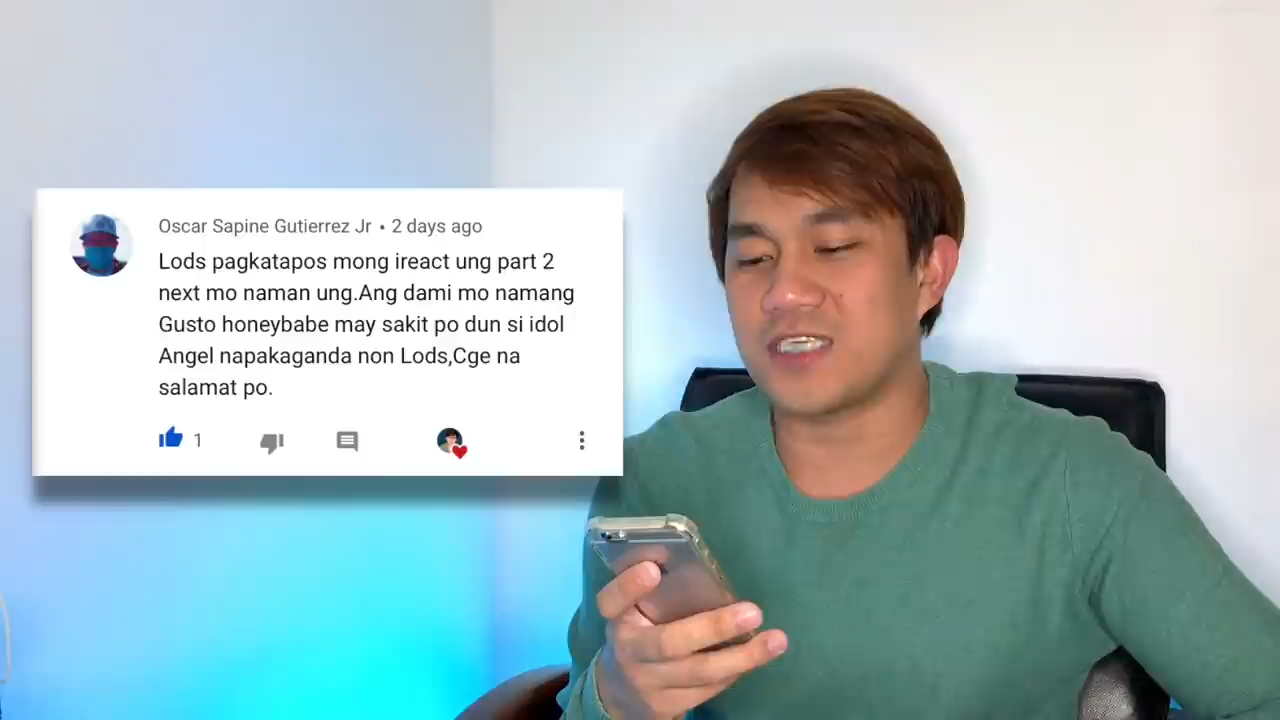 Oscar Sapine Gutierrez Jr • 2 days ago
Lods pagkatapos mong ireact ung part 2
next mo naman ung.Ang dami mo namang
Gusto honeybabe may sakit po dun si idol
Angel napakaganda non Lods,Cge na
salamat po.
1